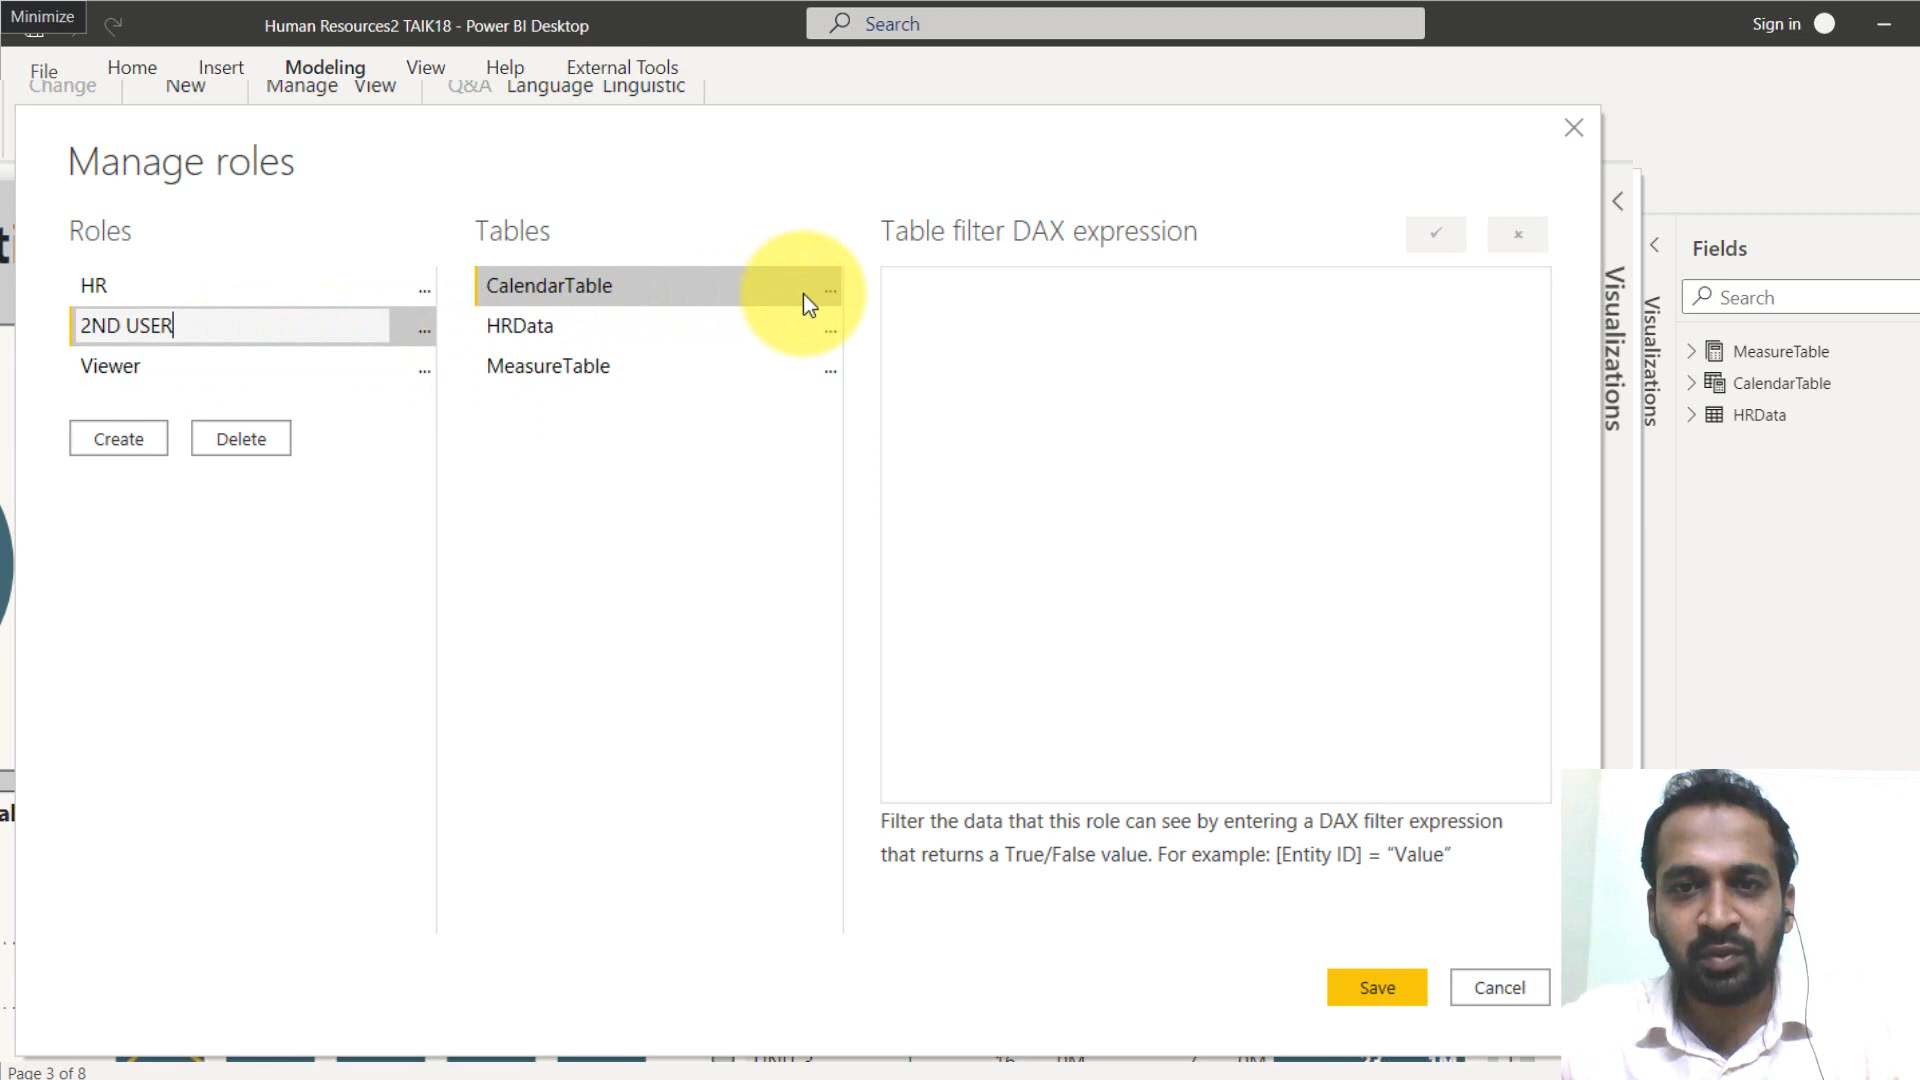 Minimize
Human Resources2 TAIK18 - Power BI Desktop
Search
Sign in
File
Home
Insert
Modeling
View
Help
External Tools
Change
New
Manage
View
Q&A
Language
Linguistic
Manage roles
Roles
Tables
Table filter DAX expression
HR
...
2ND USER
...
Viewer
...
CalendarTable
...
HRData
...
MeasureTable
...
Create
Delete
Filter the data that this role can see by entering a DAX filter expression
that returns a True/False value. For example: [Entity ID] = “Value”
Save
Cancel
Visualizations
Visualizations
Fields
Search
MeasureTable
CalendarTable
HRData
Page 3 of 8